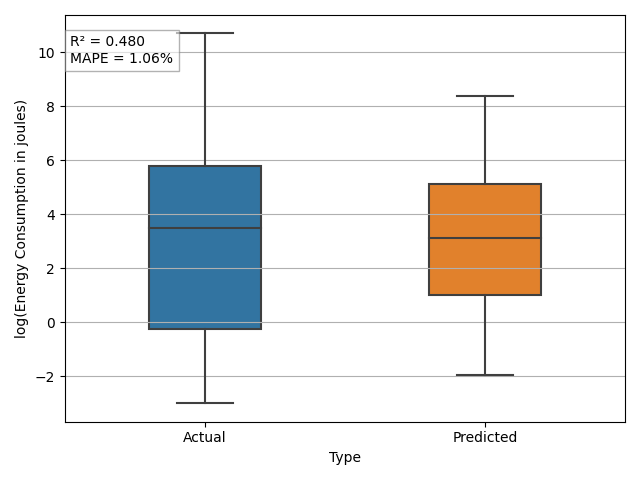 R² = 0.480
MAPE = 1.06%
log(Energy Consumption in joules)
10
8
6
4
2
0
−2
Actual
Predicted
Type